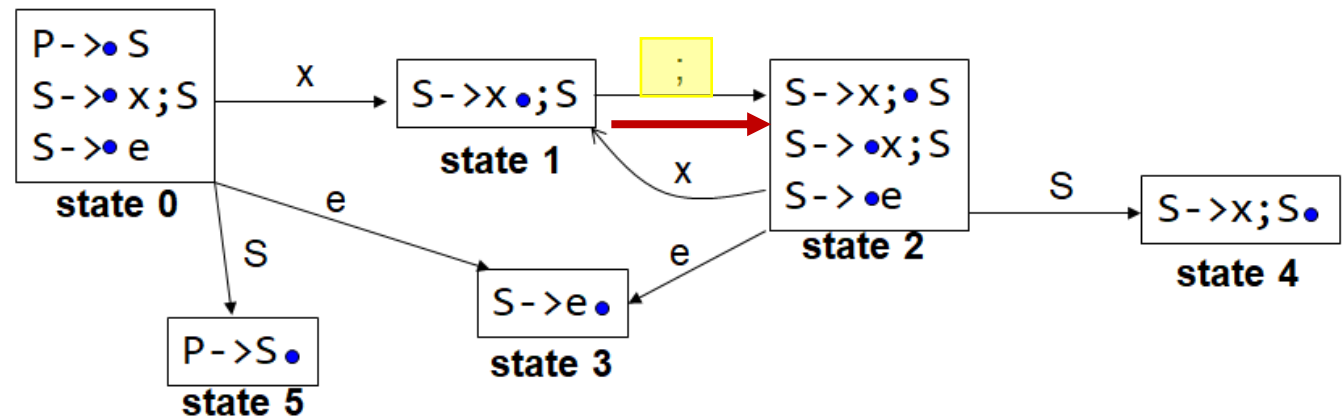 P->• S
S->• x;S
S->• e
state 0
x
S->x •;S
state 1
;
S->x;• S
S-> •x;S
S-> •e
state 2
x
e
S
S->x;S•
state 4
e
S
S->e•
state 3
P->S•
state 5